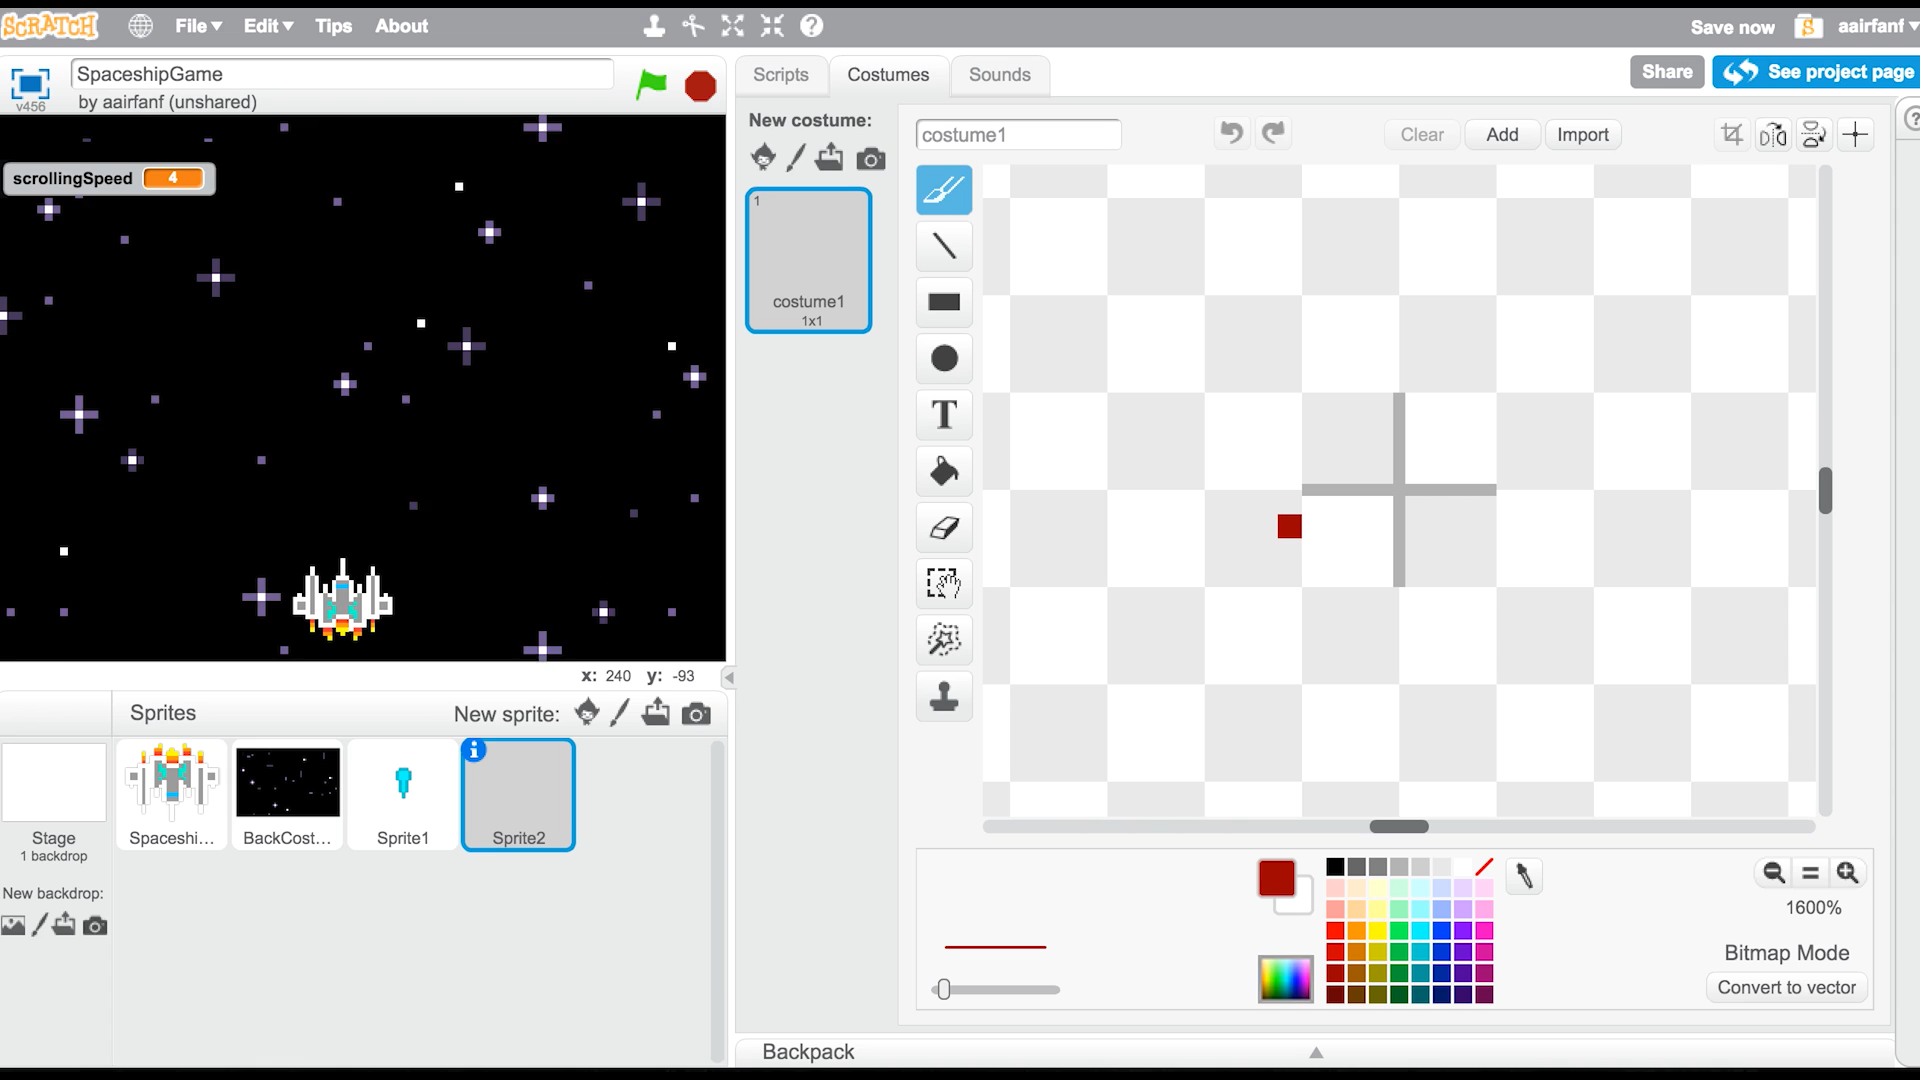 SCRATCH File Edit Tips About Save now aairfanf
SpaceshipGame
by aairfanf (unshared)
v456
Scripts Costumes Sounds
Share See project page
New costume:
costume1
Clear Add Import
scrollingSpeed 4
1
costume1
1x1
T
x: 240 y: -93
Sprites New sprite:
Stage
1 backdrop
New backdrop:
Spaceshi...
BackCost...
Sprite1
Sprite2
1600%
Bitmap Mode
Convert to vector
Backpack